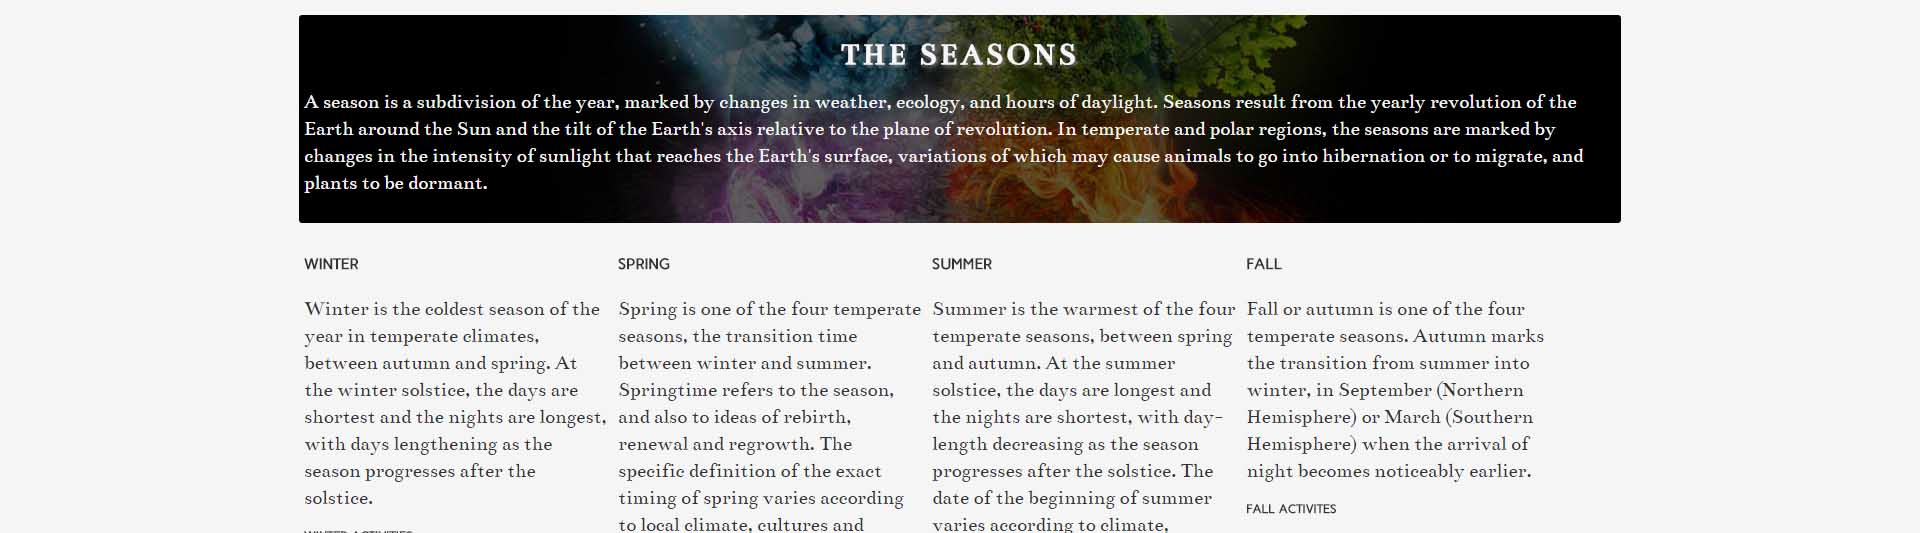 THE SEASONS
A season is a subdivision of the year, marked by changes in weather, ecology, and hours of daylight. Seasons result from the yearly revolution of the
Earth around the Sun and the tilt of the Earth's axis relative to the plane of revolution. In temperate and polar regions, the seasons are marked by
changes in the intensity of sunlight that reaches the Earth's surface, variations of which may cause animals to go into hibernation or to migrate, and
plants to be dormant.
WINTER
Winter is the coldest season of the
year in temperate climates,
between autumn and spring. At
the winter solstice, the days are
shortest and the nights are longest,
with days lengthening as the
season progresses after the
solstice.
WINTER ACTIVITIES
SPRING
Spring is one of the four temperate
seasons, the transition time
between winter and summer.
Springtime refers to the season,
and also to ideas of rebirth,
renewal and regrowth. The
specific definition of the exact
timing of spring varies according
to local climate, cultures and
SUMMER
Summer is the warmest of the four
temperate seasons, between spring
and autumn. At the summer
solstice, the days are longest and
the nights are shortest, with day-
length decreasing as the season
progresses after the solstice. The
date of the beginning of summer
varies according to climate,
FALL
Fall or autumn is one of the four
temperate seasons. Autumn marks
the transition from summer into
winter, in September (Northern
Hemisphere) or March (Southern
Hemisphere) when the arrival of
night becomes noticeably earlier.
FALL ACTIVITES